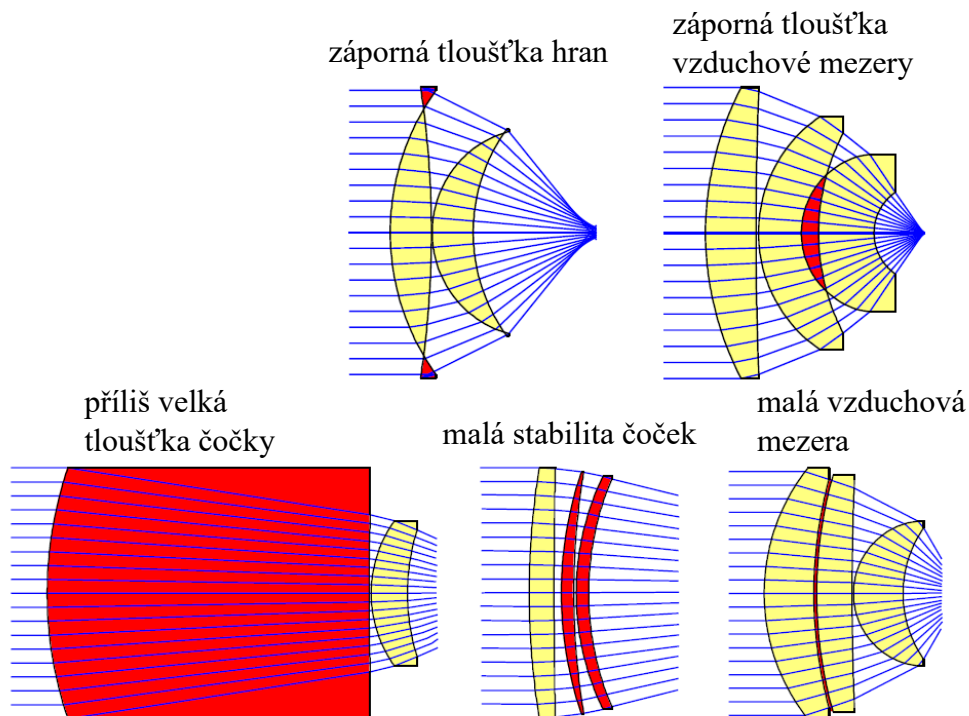 záporná tloušťka hran
záporná tloušťka
vzduchové mezery
příliš velká
tloušťka čočky
malá stabilita čoček
malá vzduchová
mezera